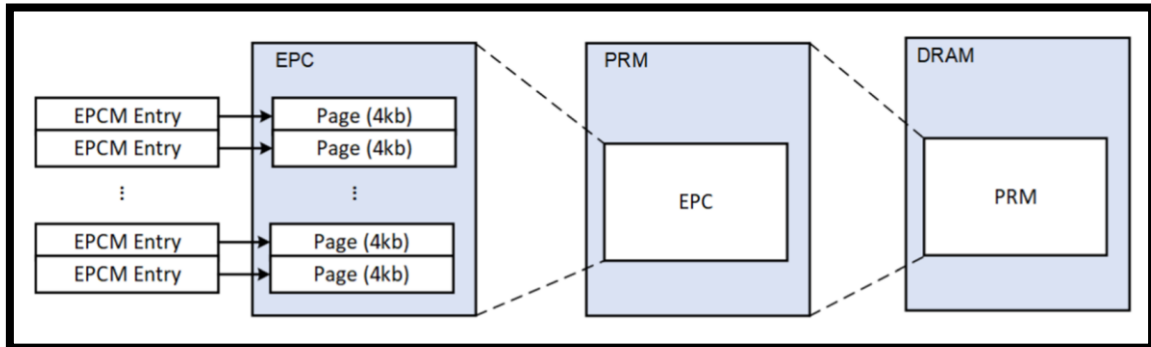 EPC
PRM
DRAM
EPCM Entry
Page (4kb)
EPCM Entry
Page (4kb)
⋮
⋮
EPC
PRM
EPCM Entry
Page (4kb)
EPCM Entry
Page (4kb)